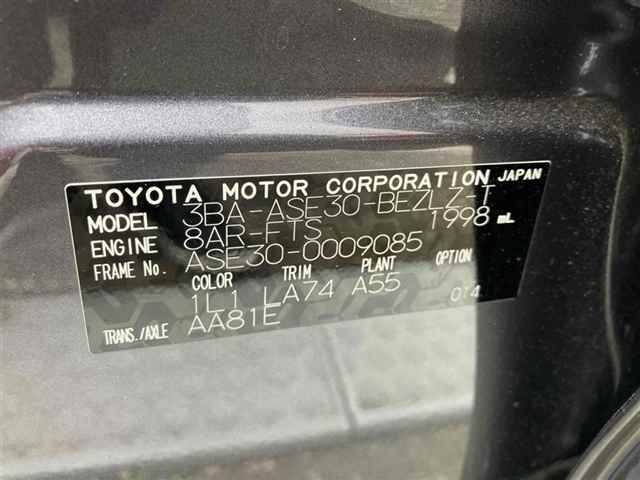 TOYOTA MOTOR CORPORATION JAPAN
MODEL 3BA-ASE30-BEZLZ-T
ENGINE 8AR-FTS 1998 mL
FRAME No. ASE30-0009085
COLOR TRIM PLANT OPTION
1L1 LA74 A55 014
TRANS./AXLE AA81E